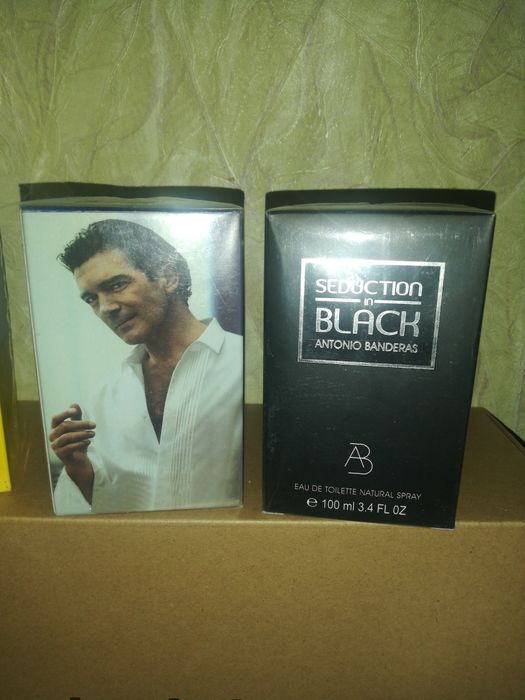 SEDUCTION
in
BLACK
ANTONIO BANDERAS
AB
EAU DE TOILETTE NATURAL SPRAY
℮ 100 ml 3.4 FL OZ